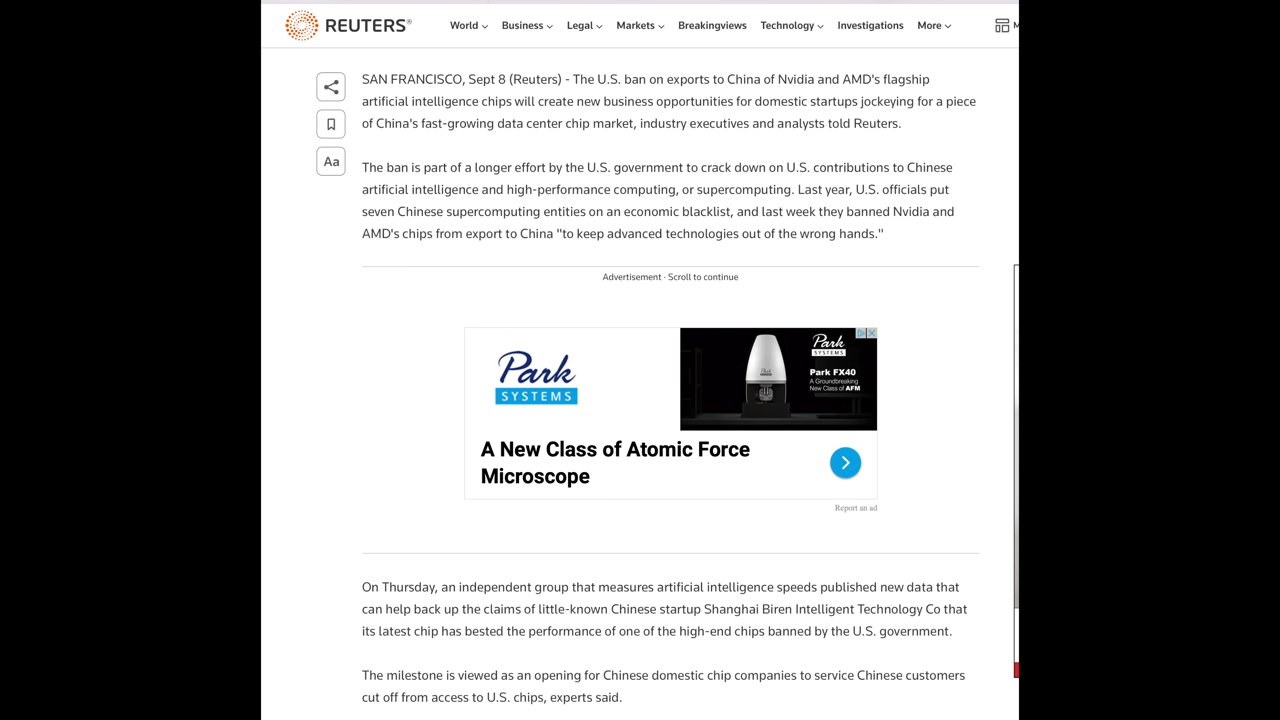 REUTERS®
World
Business
Legal
Markets
Breakingviews
Technology
Investigations
More
M
SAN FRANCISCO, Sept 8 (Reuters) - The U.S. ban on exports to China of Nvidia and AMD's flagship
artificial intelligence chips will create new business opportunities for domestic startups jockeying for a piece
of China's fast-growing data center chip market, industry executives and analysts told Reuters.
Aa
The ban is part of a longer effort by the U.S. government to crack down on U.S. contributions to Chinese
artificial intelligence and high-performance computing, or supercomputing. Last year, U.S. officials put
seven Chinese supercomputing entities on an economic blacklist, and last week they banned Nvidia and
AMD's chips from export to China "to keep advanced technologies out of the wrong hands."
Advertisement · Scroll to continue
Park
SYSTEMS
Park
SYSTEMS
Park FX40
A Groundbreaking
New Class of AFM
A New Class of Atomic Force
Microscope
Report an ad
On Thursday, an independent group that measures artificial intelligence speeds published new data that
can help back up the claims of little-known Chinese startup Shanghai Biren Intelligent Technology Co that
its latest chip has bested the performance of one of the high-end chips banned by the U.S. government.
The milestone is viewed as an opening for Chinese domestic chip companies to service Chinese customers
cut off from access to U.S. chips, experts said.